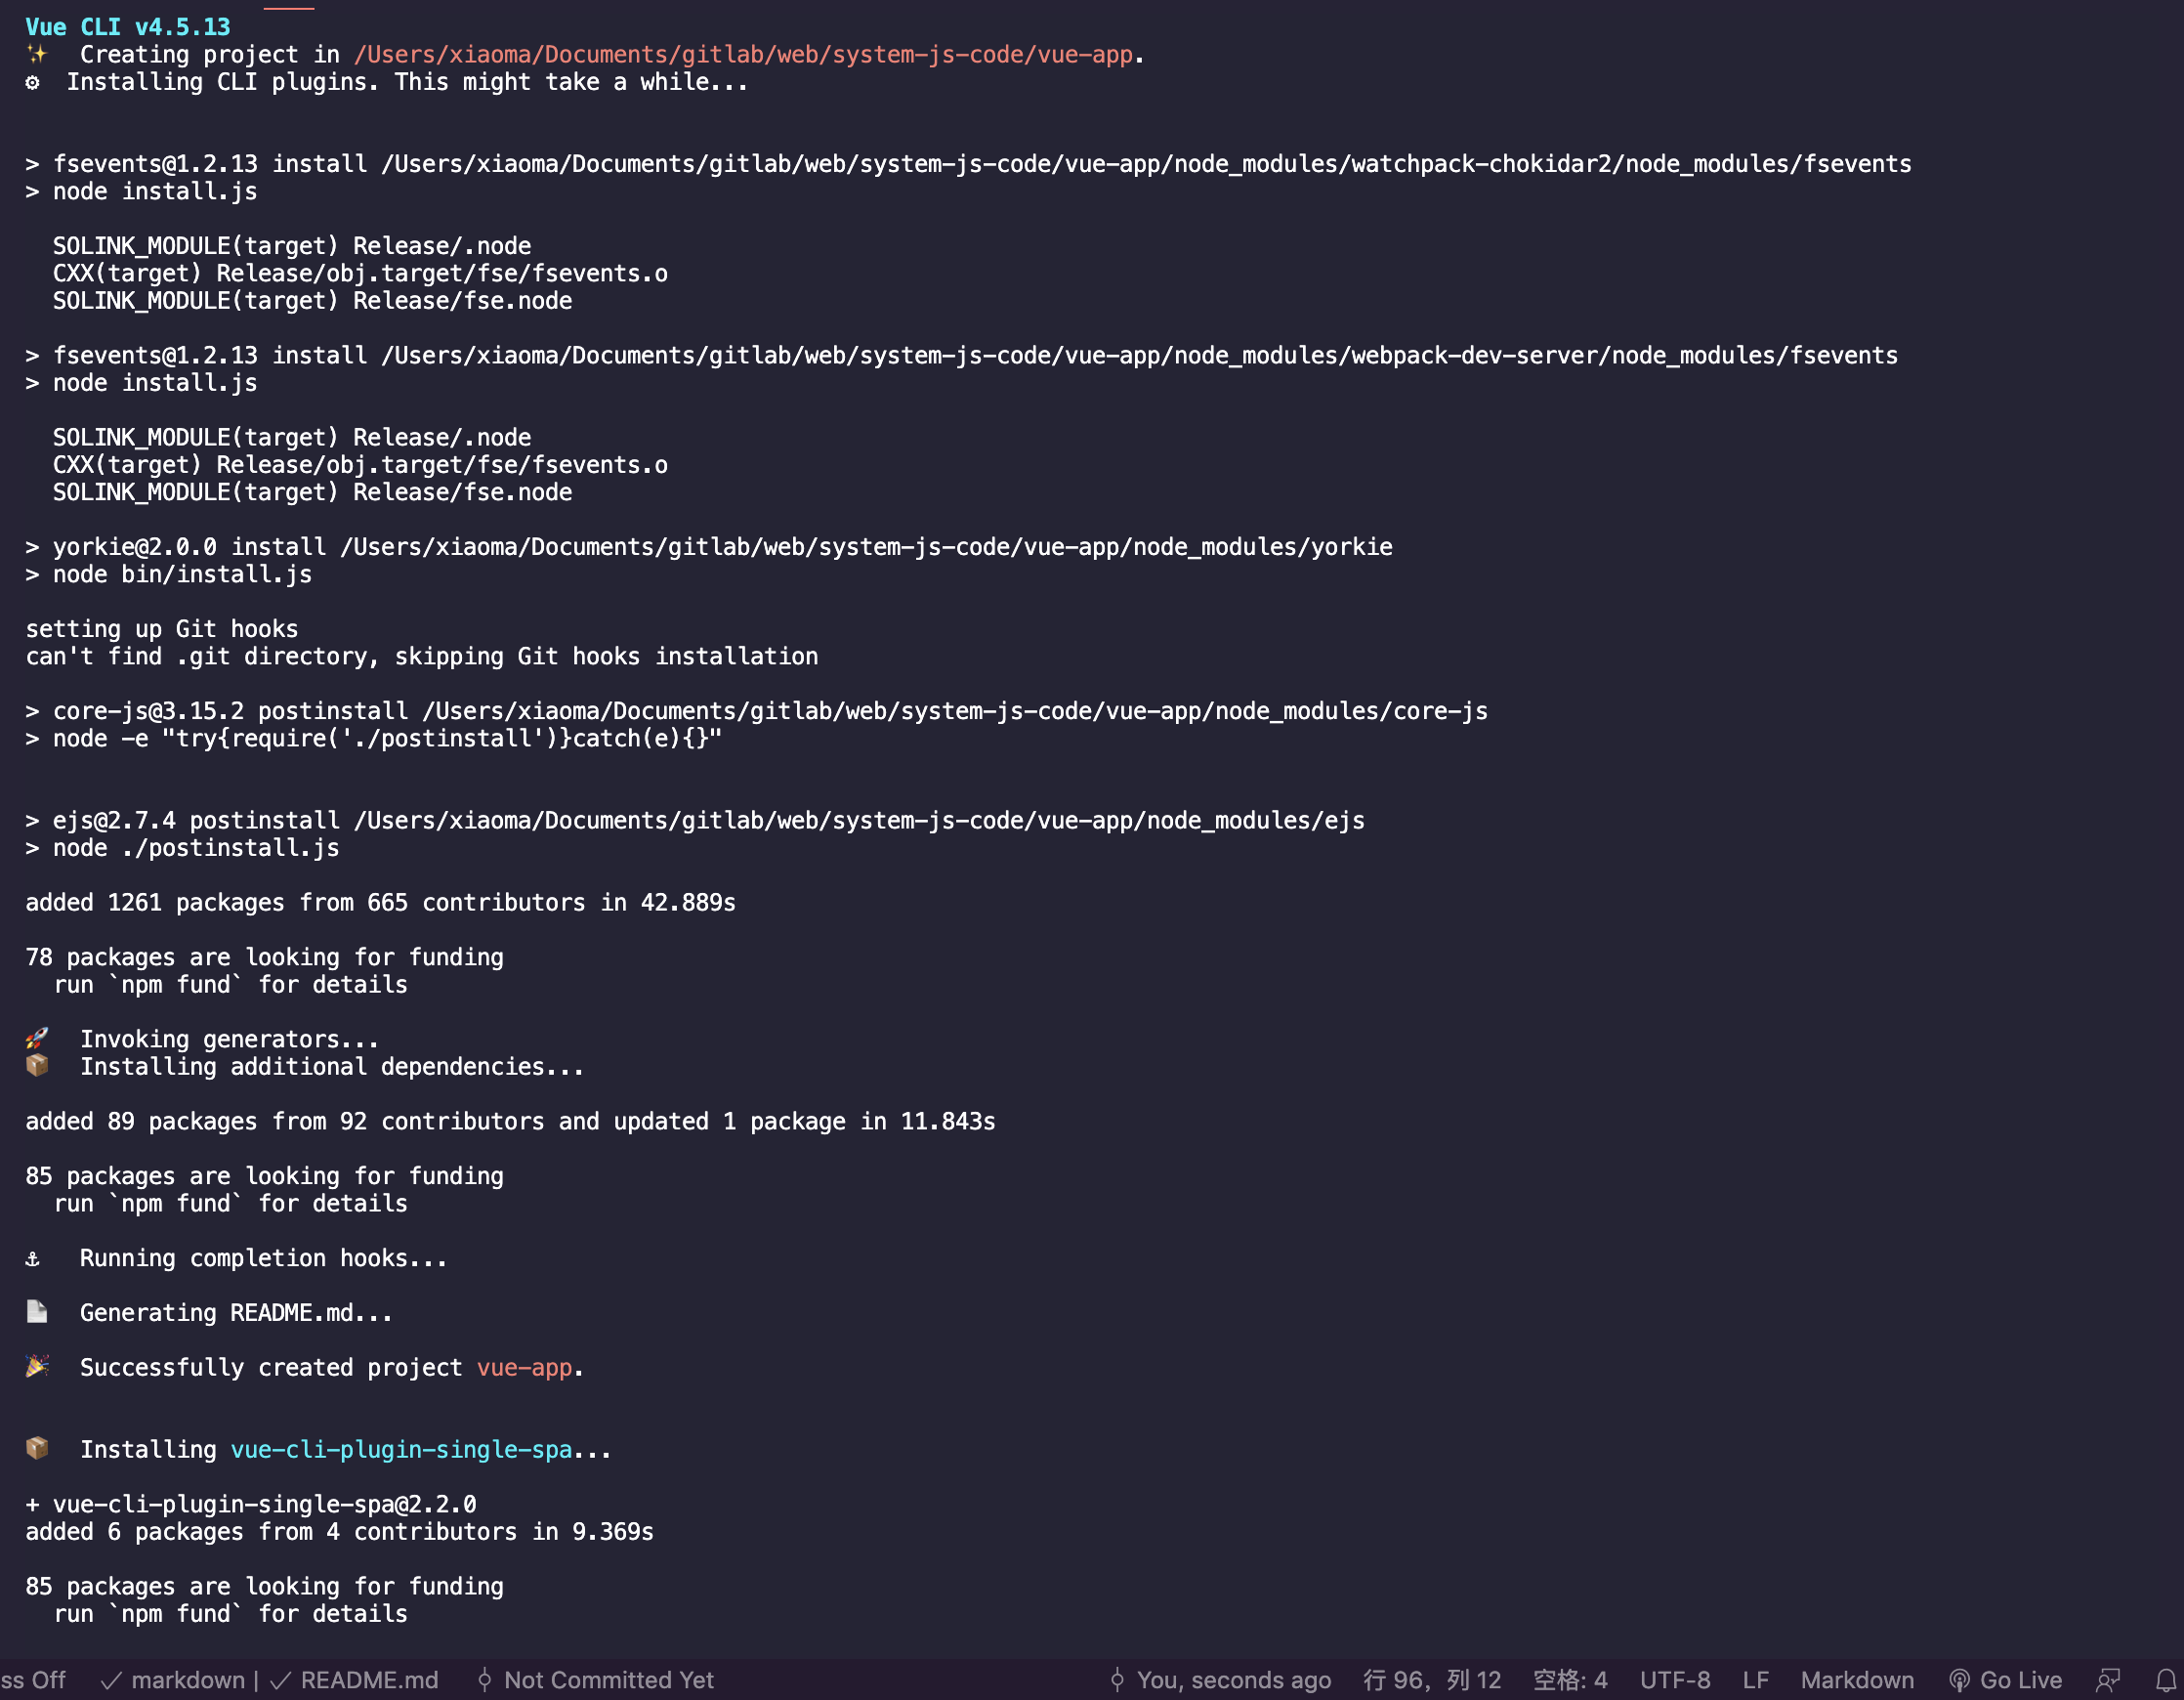 Vue CLI v4.5.13
✨  Creating project in /Users/xiaoma/Documents/gitlab/web/system-js-code/vue-app.
⚙  Installing CLI plugins. This might take a while...
> fsevents@1.2.13 install /Users/xiaoma/Documents/gitlab/web/system-js-code/vue-app/node_modules/watchpack-chokidar2/node_modules/fsevents
> node install.js
SOLINK_MODULE(target) Release/.node
CXX(target) Release/obj.target/fse/fsevents.o
SOLINK_MODULE(target) Release/fse.node
> fsevents@1.2.13 install /Users/xiaoma/Documents/gitlab/web/system-js-code/vue-app/node_modules/webpack-dev-server/node_modules/fsevents
> node install.js
SOLINK_MODULE(target) Release/.node
CXX(target) Release/obj.target/fse/fsevents.o
SOLINK_MODULE(target) Release/fse.node
> yorkie@2.0.0 install /Users/xiaoma/Documents/gitlab/web/system-js-code/vue-app/node_modules/yorkie
> node bin/install.js
setting up Git hooks
can't find .git directory, skipping Git hooks installation
> core-js@3.15.2 postinstall /Users/xiaoma/Documents/gitlab/web/system-js-code/vue-app/node_modules/core-js
> node -e "try{require('./postinstall')}catch(e){}"
> ejs@2.7.4 postinstall /Users/xiaoma/Documents/gitlab/web/system-js-code/vue-app/node_modules/ejs
> node ./postinstall.js
added 1261 packages from 665 contributors in 42.889s
78 packages are looking for funding
run `npm fund` for details
🚀  Invoking generators...
📦  Installing additional dependencies...
added 89 packages from 92 contributors and updated 1 package in 11.843s
85 packages are looking for funding
run `npm fund` for details
⚓  Running completion hooks...
📄  Generating README.md...
🎉  Successfully created project vue-app.
📦  Installing vue-cli-plugin-single-spa...
+ vue-cli-plugin-single-spa@2.2.0
added 6 packages from 4 contributors in 9.369s
85 packages are looking for funding
run `npm fund` for details
ss Off ✓ markdown | ✓ README.md Not Committed Yet You, seconds ago 行 96，列 12 空格: 4 UTF-8 LF Markdown Go Live